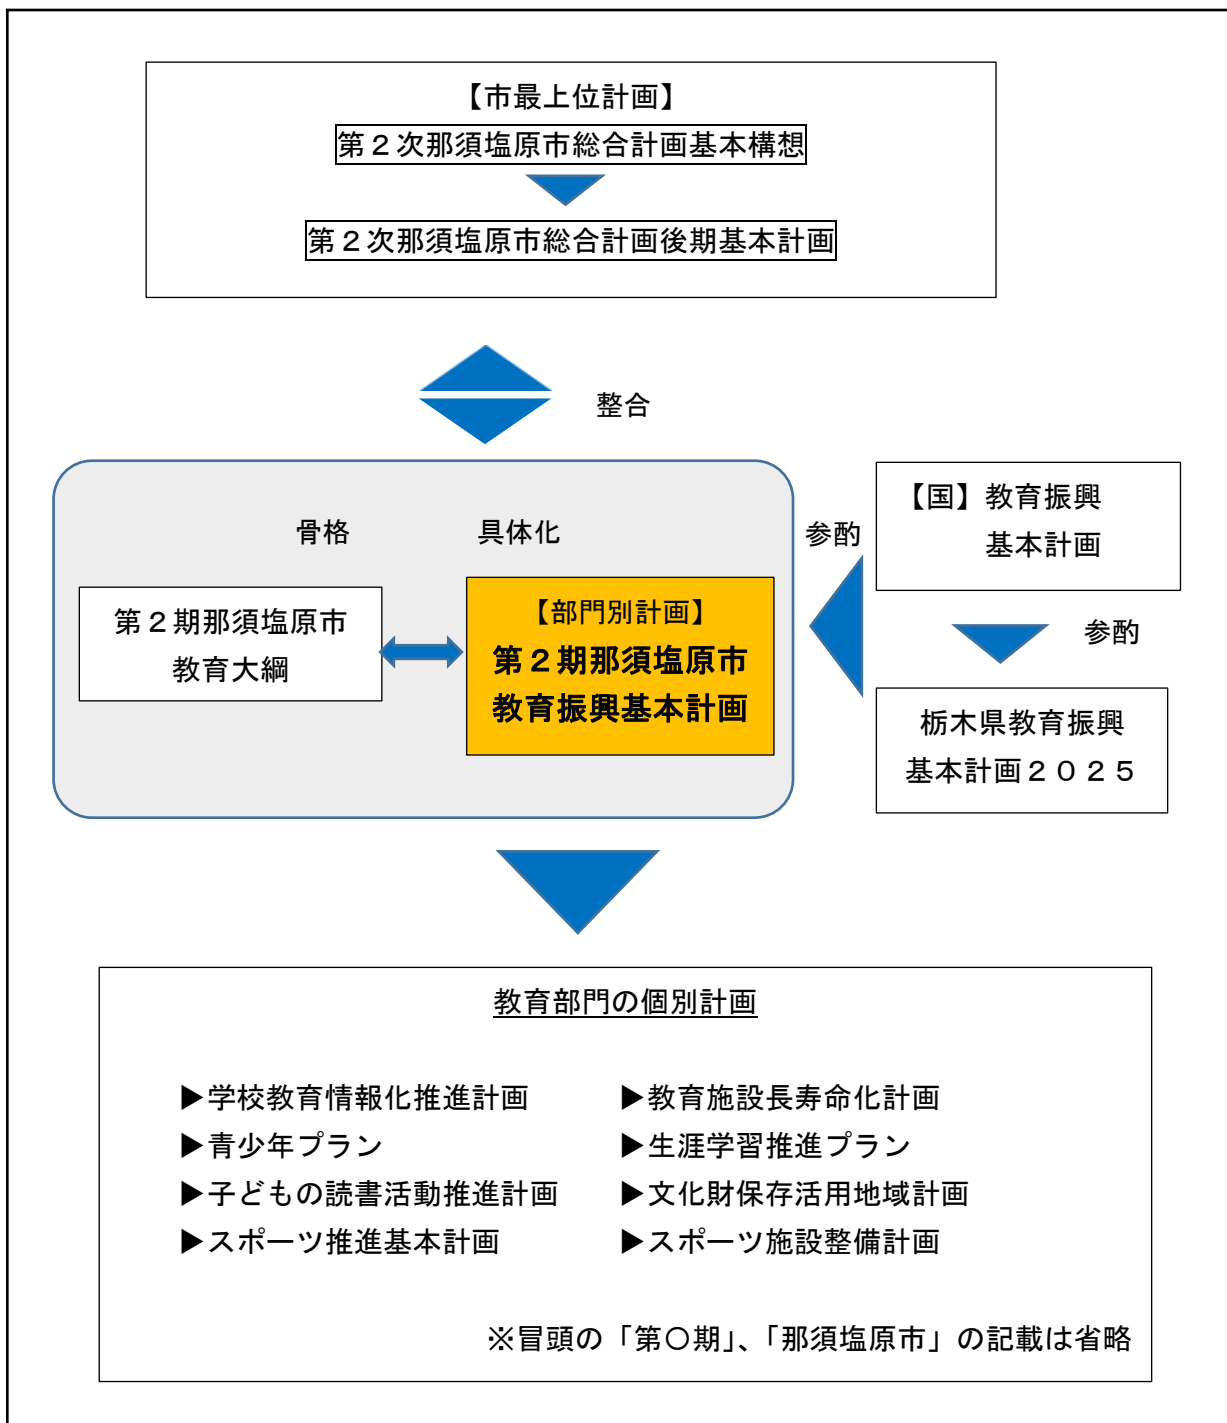 【市最上位計画】
第２次那須塩原市総合計画基本構想
第２次那須塩原市総合計画後期基本計画
整合
骨格
具体化
第２期那須塩原市
教育大綱
【部門別計画】
第２期那須塩原市
教育振興基本計画
参酌
【国】教育振興
基本計画
参酌
栃木県教育振興
基本計画２０２５
教育部門の個別計画
▶学校教育情報化推進計画
▶教育施設長寿命化計画
▶青少年プラン
▶生涯学習推進プラン
▶子どもの読書活動推進計画
▶文化財保存活用地域計画
▶スポーツ推進基本計画
▶スポーツ施設整備計画
※冒頭の「第〇期」、「那須塩原市」の記載は省略